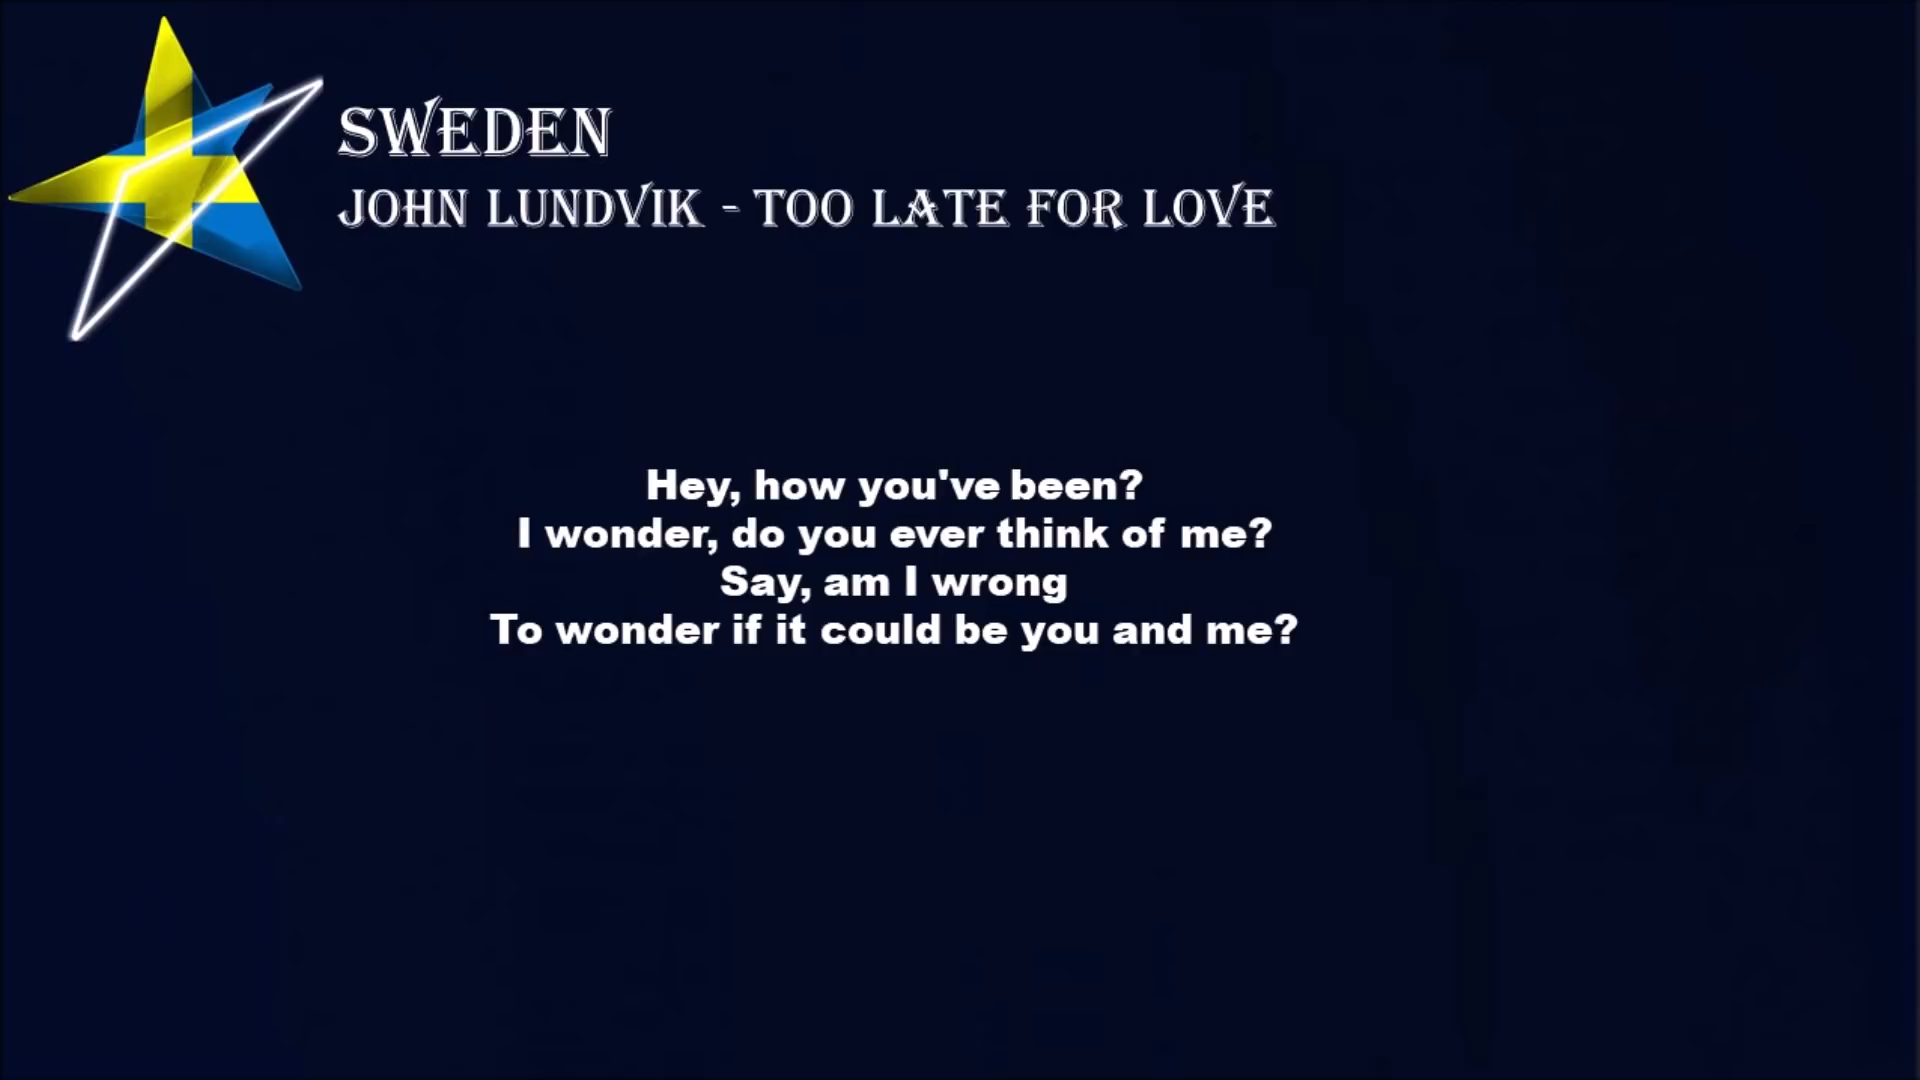 SWEDEN
JOHN LUNDVIK - TOO LATE FOR LOVE
Hey, how you've been?
I wonder, do you ever think of me?
Say, am I wrong
To wonder if it could be you and me?